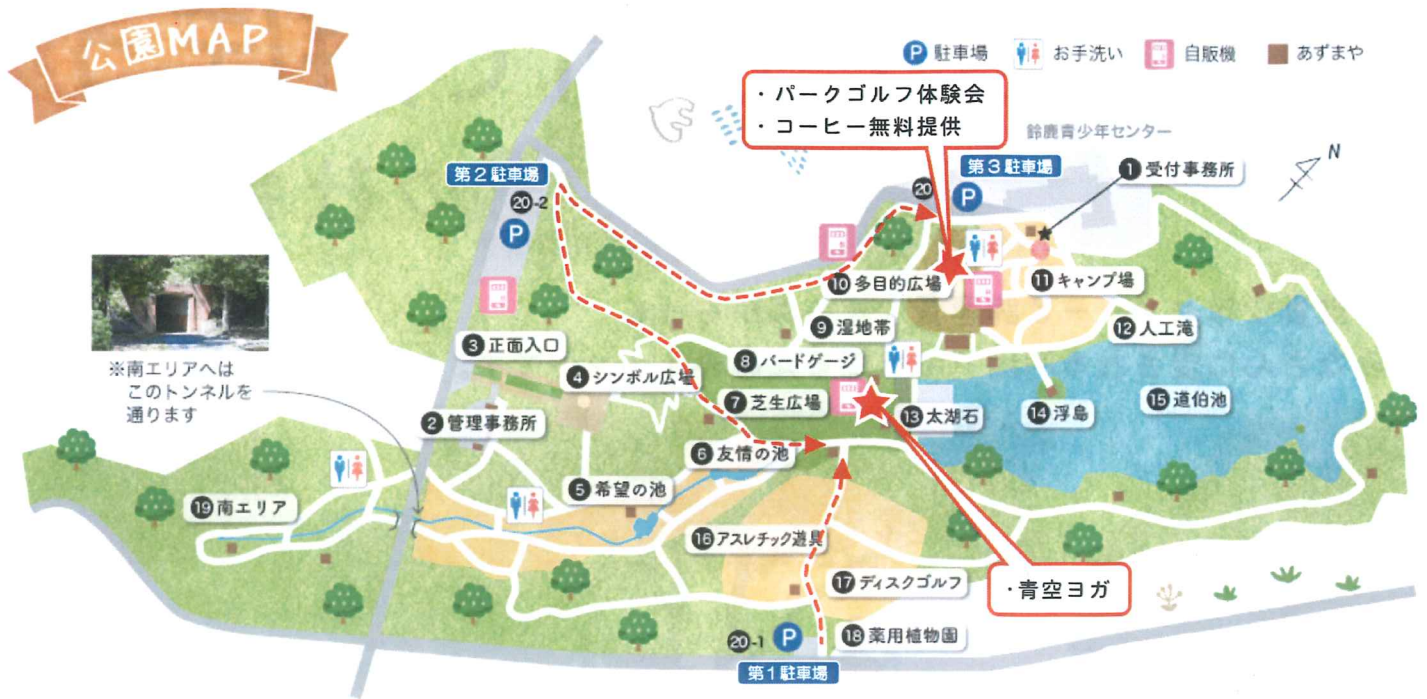 公園MAP
P 駐車場
お手洗い
自販機
あずまや
・パークゴルフ体験会
・コーヒー無料提供
鈴鹿青少年センター
N
第2駐車場
20-2
P
第3駐車場
20
P
1 受付事務所
※南エリアへは
このトンネルを
通ります
10 多目的広場
11 キャンプ場
9 湿地帯
12 人工滝
3 正面入口
8 バードゲージ
4 シンボル広場
7 芝生広場
13 太湖石
14 浮島
15 道伯池
2 管理事務所
6 友情の池
5 希望の池
19 南エリア
16 アスレチック遊具
17 ディスクゴルフ
・青空ヨガ
20-1
P
18 薬用植物園
第1駐車場